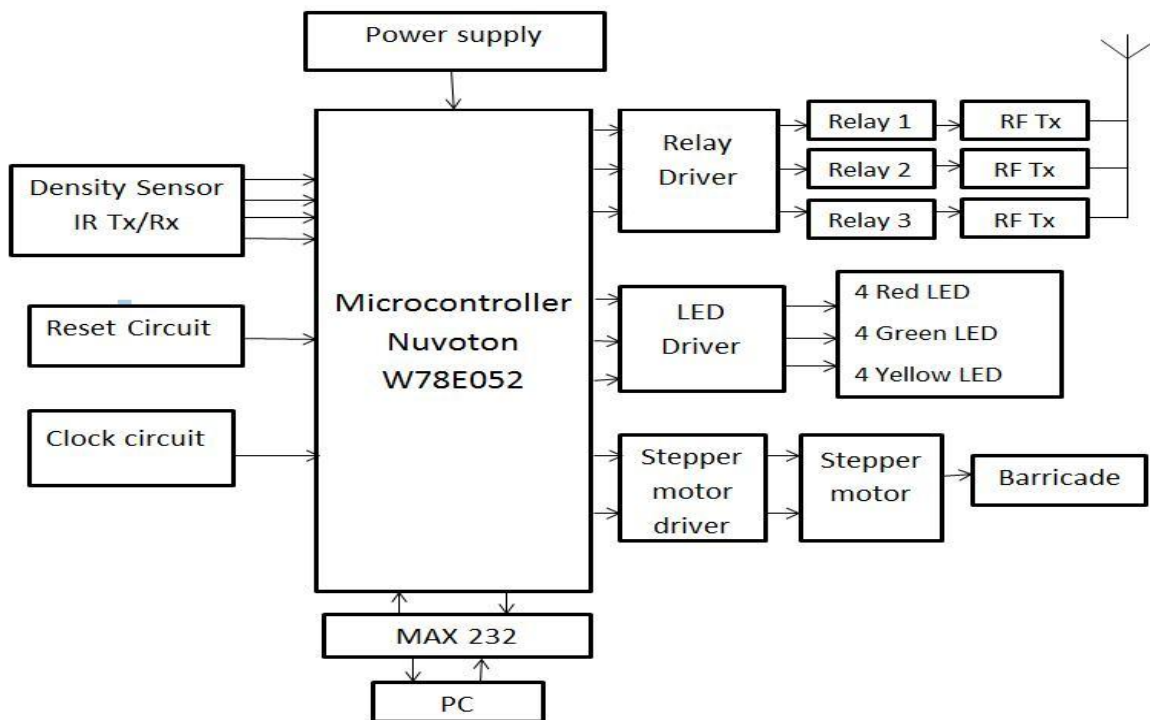 Power supply
Density Sensor
IR Tx/Rx
Reset Circuit
Clock circuit
Microcontroller
Nuvoton
W78E052
Relay
Driver
Relay 1
RF Tx
Relay 2
RF Tx
Relay 3
RF Tx
LED
Driver
4 Red LED
4 Green LED
4 Yellow LED
Stepper
motor
driver
Stepper
motor
Barricade
MAX 232
PC